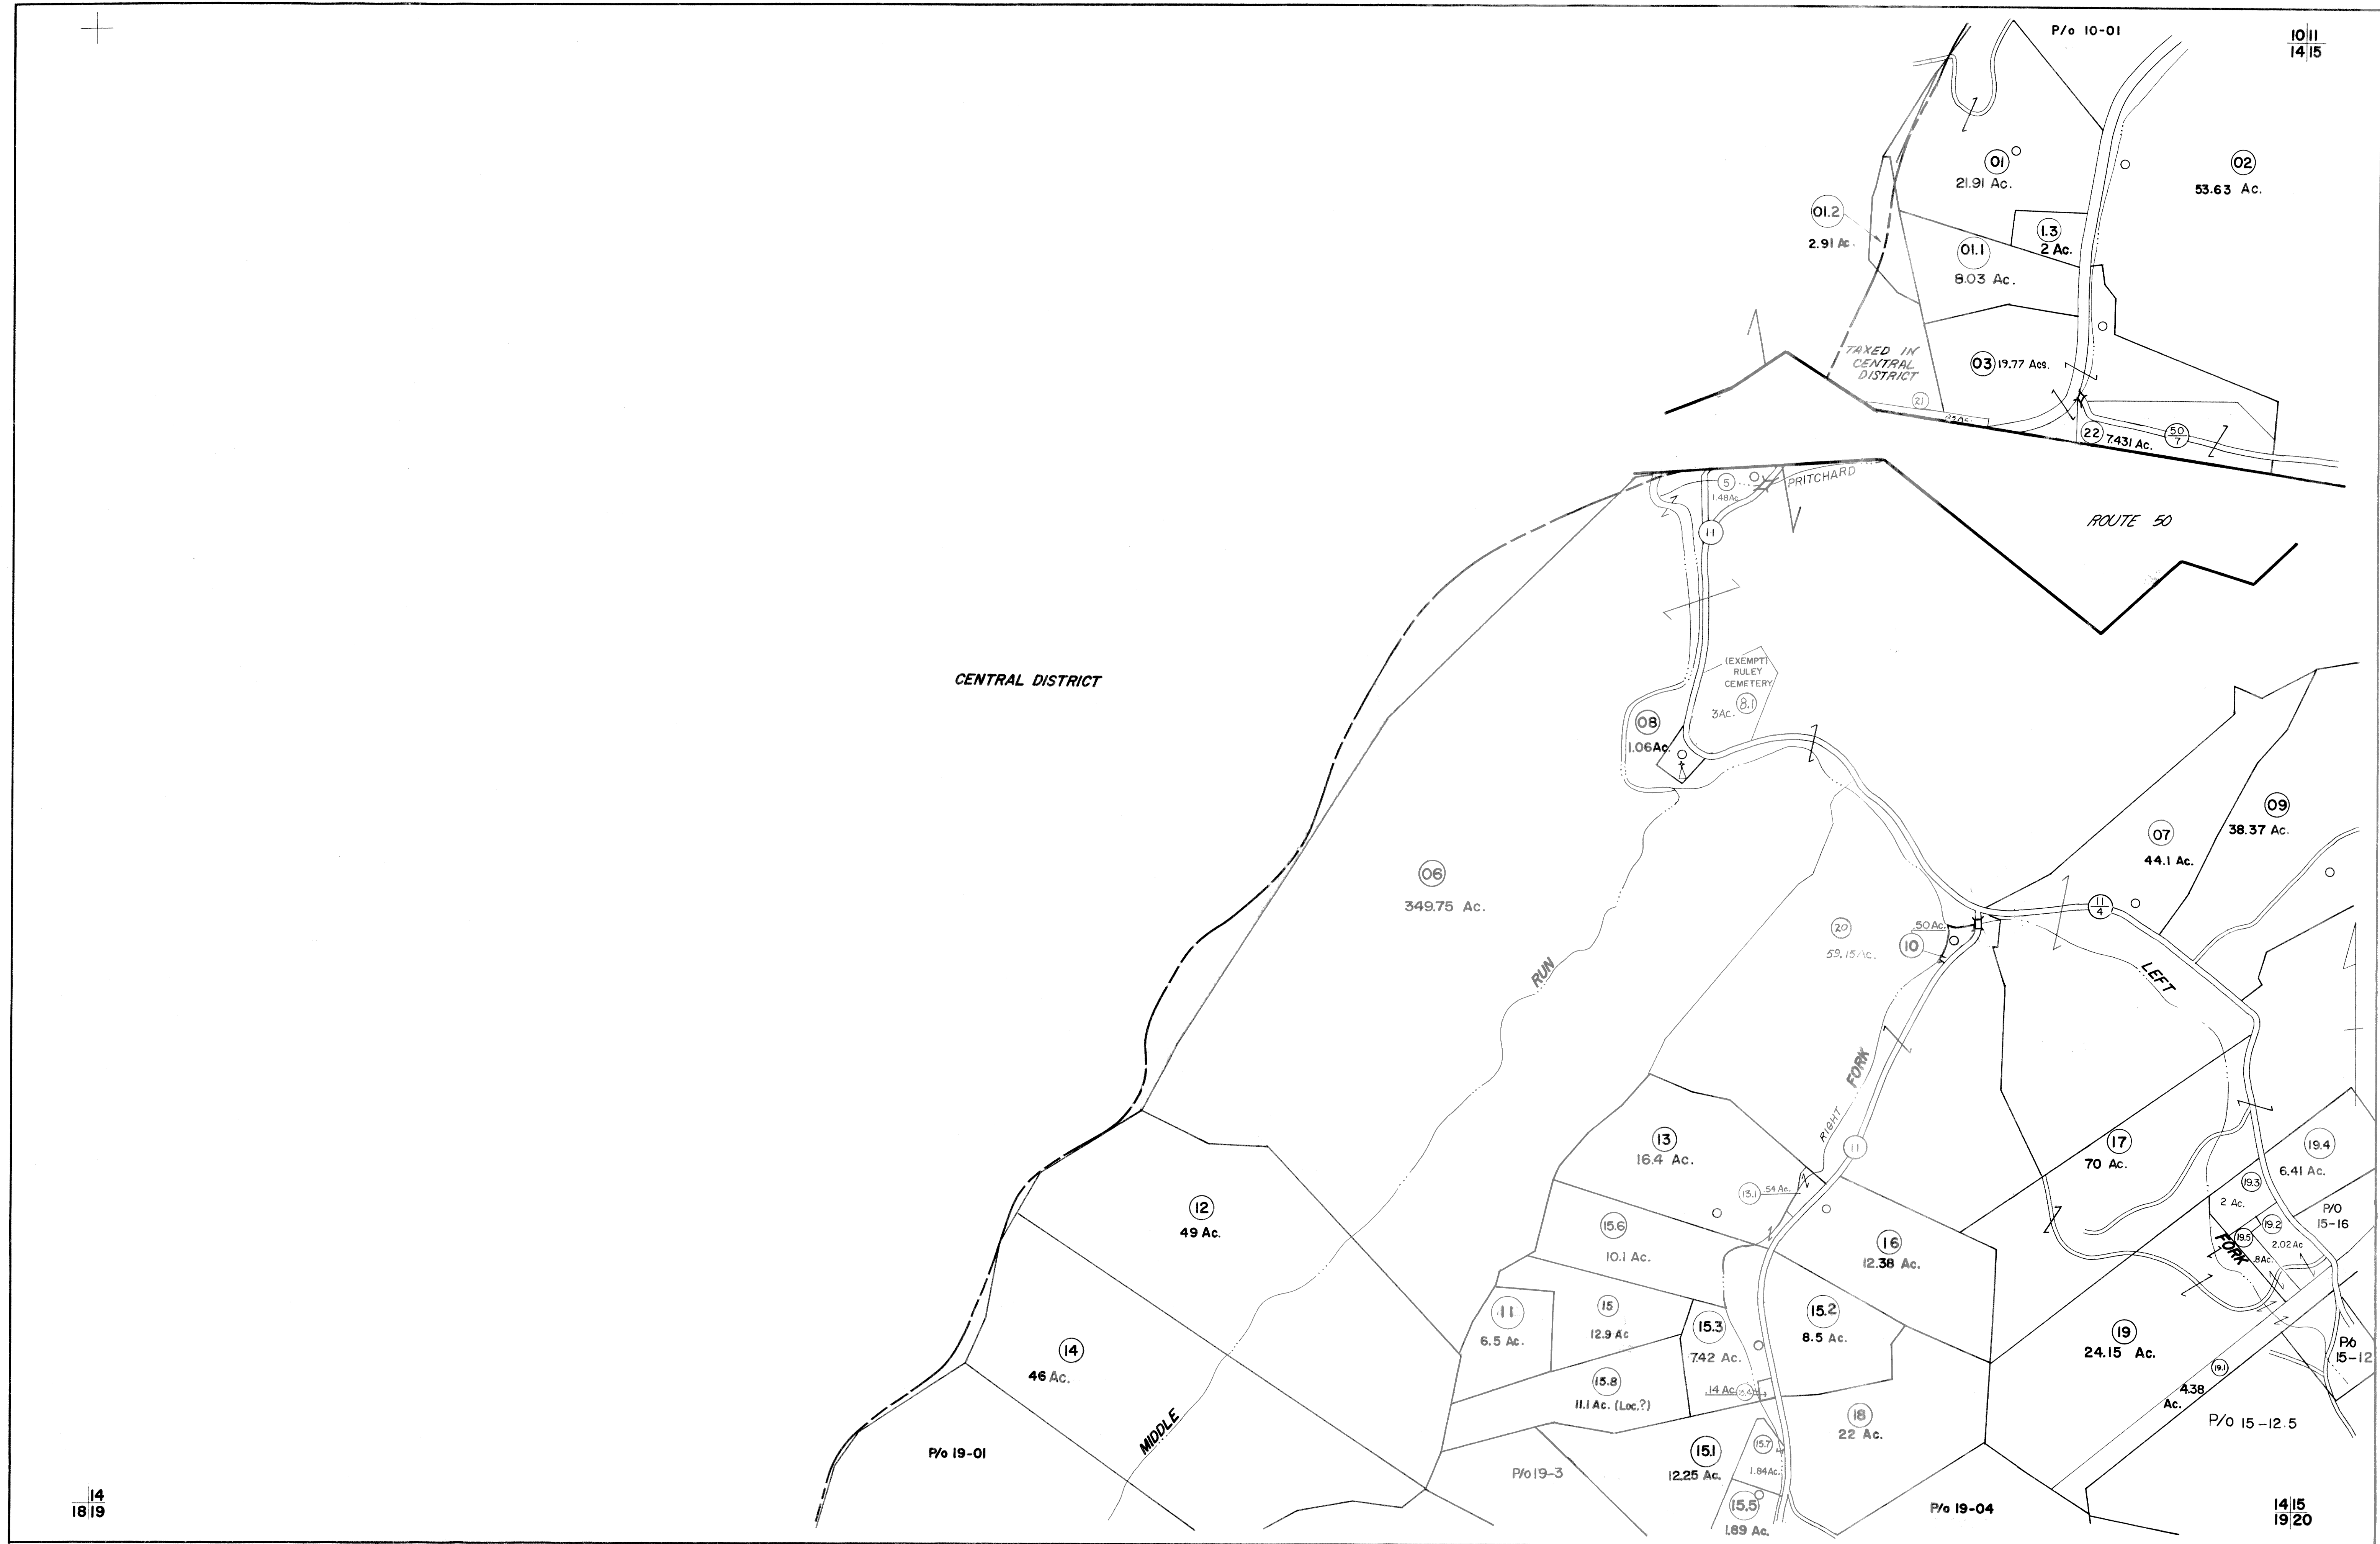 P/o 10-01
10 11
14 15
01
21.91 Ac.
02
53.63 Ac.
01.2
2.91 Ac.
1.3
2 Ac.
01.1
8.03 Ac.
TAXED IN
CENTRAL
DISTRICT
03 19.77 Acs.
21
22 7.431 Ac.
50
7
5
1.48 Ac.
PRITCHARD
11
ROUTE 50
CENTRAL DISTRICT
(EXEMPT)
RULEY
CEMETERY
3 Ac. 8.1
08
1.06 Ac.
09
38.37 Ac.
07
44.1 Ac.
06
349.75 Ac.
11
4
20
59.15 Ac.
.50 Ac.
10
RUN
LEFT
FORK
RIGHT
11
13
16.4 Ac.
17
70 Ac.
19.4
6.41 Ac.
13.1 .54 Ac.
19.3
2 Ac.
P/O
15-16
12
49 Ac.
15.6
10.1 Ac.
16
12.38 Ac.
19.2
2.02 Ac
19.5
.8 Ac.
FORK
11
6.5 Ac.
15
12.9 Ac
15.3
7.42 Ac.
15.2
8.5 Ac.
19
24.15 Ac.
P/o
15-12
14
46 Ac.
15.8
11.1 Ac. (Loc.?)
.14 Ac. 15.4
19.1
4.38
Ac.
P/o 15-12.5
18
22 Ac.
MIDDLE
P/o 19-01
P/o 19-3
15.1
12.25 Ac.
15.7
1.84 Ac.
15.5
1.89 Ac.
P/o 19-04
14
18 19
14 15
19 20